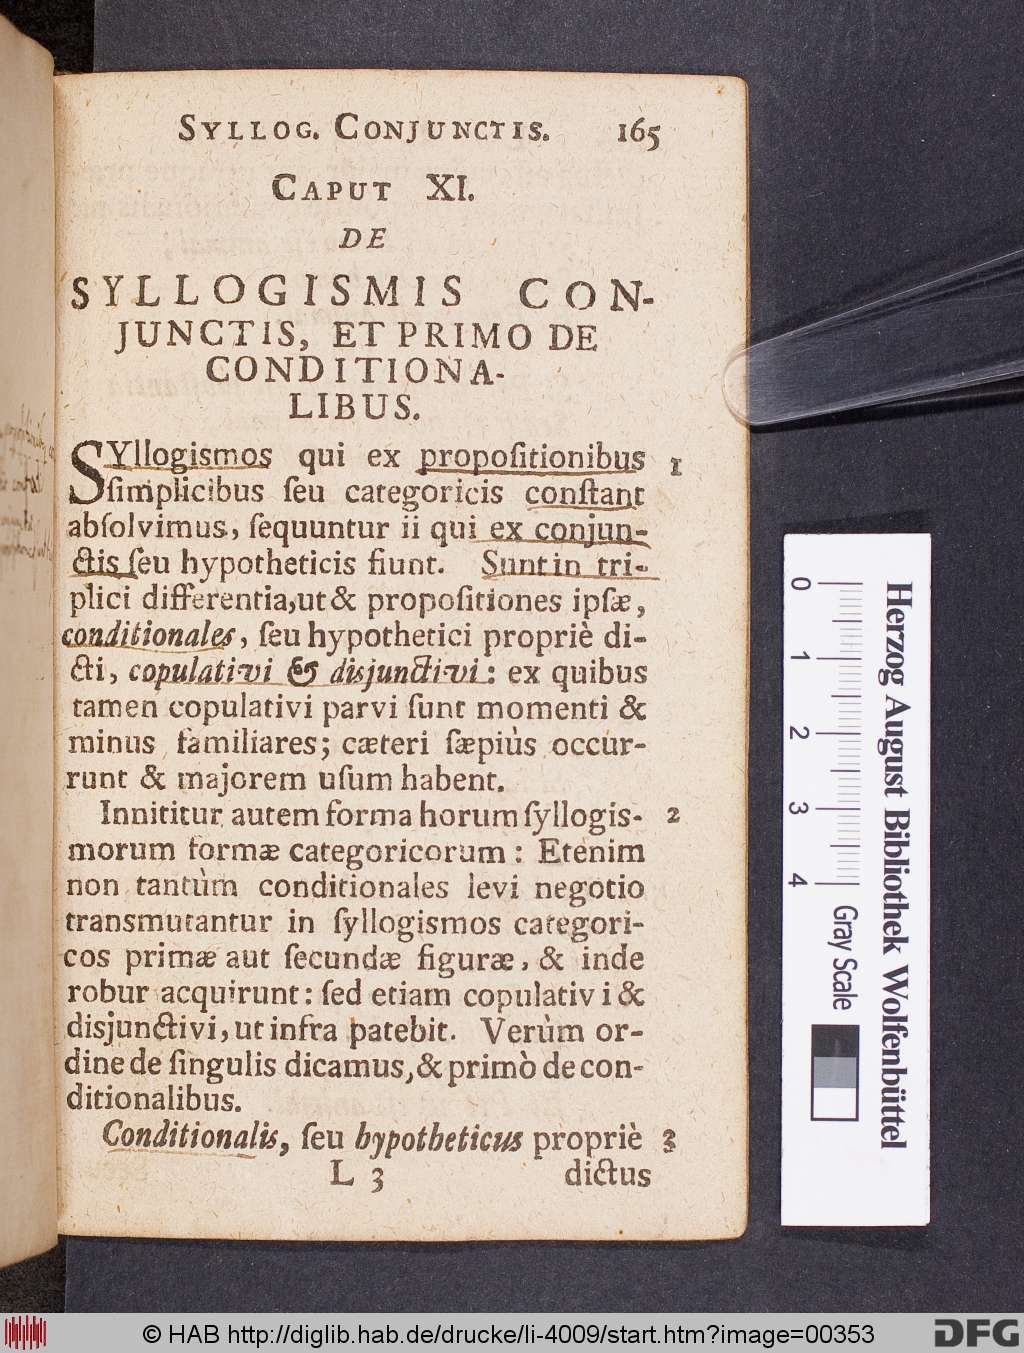 SYLLOG. CONJUNCTIS. 165
CAPUT XI.
DE
SYLLOGISMIS CON-
JUNCTIS, ET PRIMO DE
CONDITIONA-
LIBUS.
SYllogismos qui ex propoſitionibus 1
ſimplicibus ſeu categoricis conſtant
abſolvimus, ſequuntur ii qui ex conjun-
ctis ſeu hypotheticis fiunt. Sunt in tri-
plici differentia, ut & propoſitiones ipſæ,
conditionales, ſeu hypothetici propriè di-
cti, copulativi & disjunctivi: ex quibus
tamen copulativi parvi ſunt momenti &
minus familiares; cæteri ſæpiùs occur-
runt & majorem uſum habent.
Innititur autem forma horum ſyllogis- 2
morum formæ categoricorum: Etenim
non tantùm conditionales levi negotio
transmutantur in ſyllogismos categori-
cos primæ aut ſecundæ figuræ, & inde
robur acquirunt: ſed etiam copulativi &
disjunctivi, ut infra patebit. Verùm or-
dine de ſingulis dicamus, & primò de con-
ditionalibus.
Conditionalis, ſeu hypotheticus propriè 3
L 3 dictus
0 1 2 3 4
Gray Scale
Herzog August Bibliothek Wolfenbüttel
© HAB http://diglib.hab.de/drucke/li-4009/start.htm?image=00353
DFG